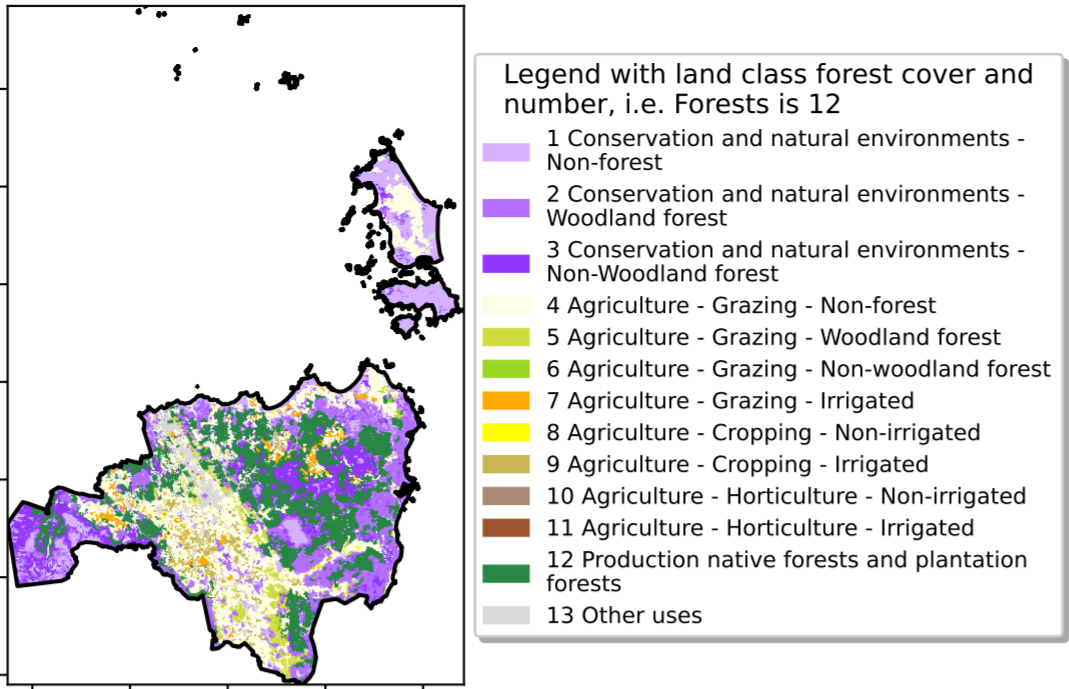 Legend with land class forest cover and
number, i.e. Forests is 12
1 Conservation and natural environments -
Non-forest
2 Conservation and natural environments -
Woodland forest
3 Conservation and natural environments -
Non-Woodland forest
4 Agriculture - Grazing - Non-forest
5 Agriculture - Grazing - Woodland forest
6 Agriculture - Grazing - Non-woodland forest
7 Agriculture - Grazing - Irrigated
8 Agriculture - Cropping - Non-irrigated
9 Agriculture - Cropping - Irrigated
10 Agriculture - Horticulture - Non-irrigated
11 Agriculture - Horticulture - Irrigated
12 Production native forests and plantation
forests
13 Other uses